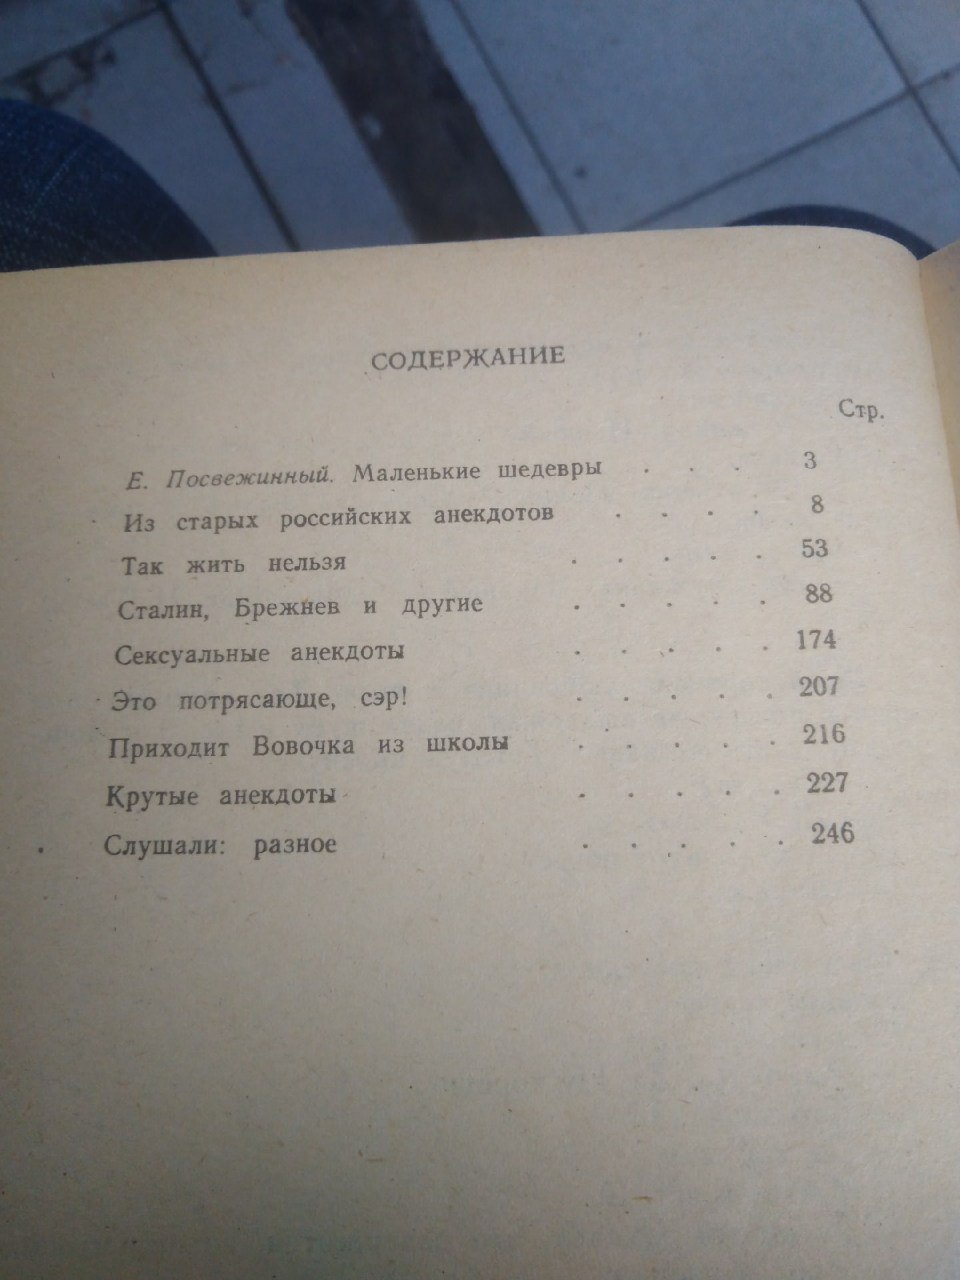 СОДЕРЖАНИЕ
Стр.
Е. Посвежинный. Маленькие шедевры . . . 3
Из старых российских анекдотов . . . . 8
Так жить нельзя . . . . . 53
Сталин, Брежнев и другие . . . . . 88
Сексуальные анекдоты . . . . . 174
Это потрясающе, сэр! . . . . . 207
Приходит Вовочка из школы . . . . . 216
Крутые анекдоты . . . . . 227
Слушали: разное . . . . . 246